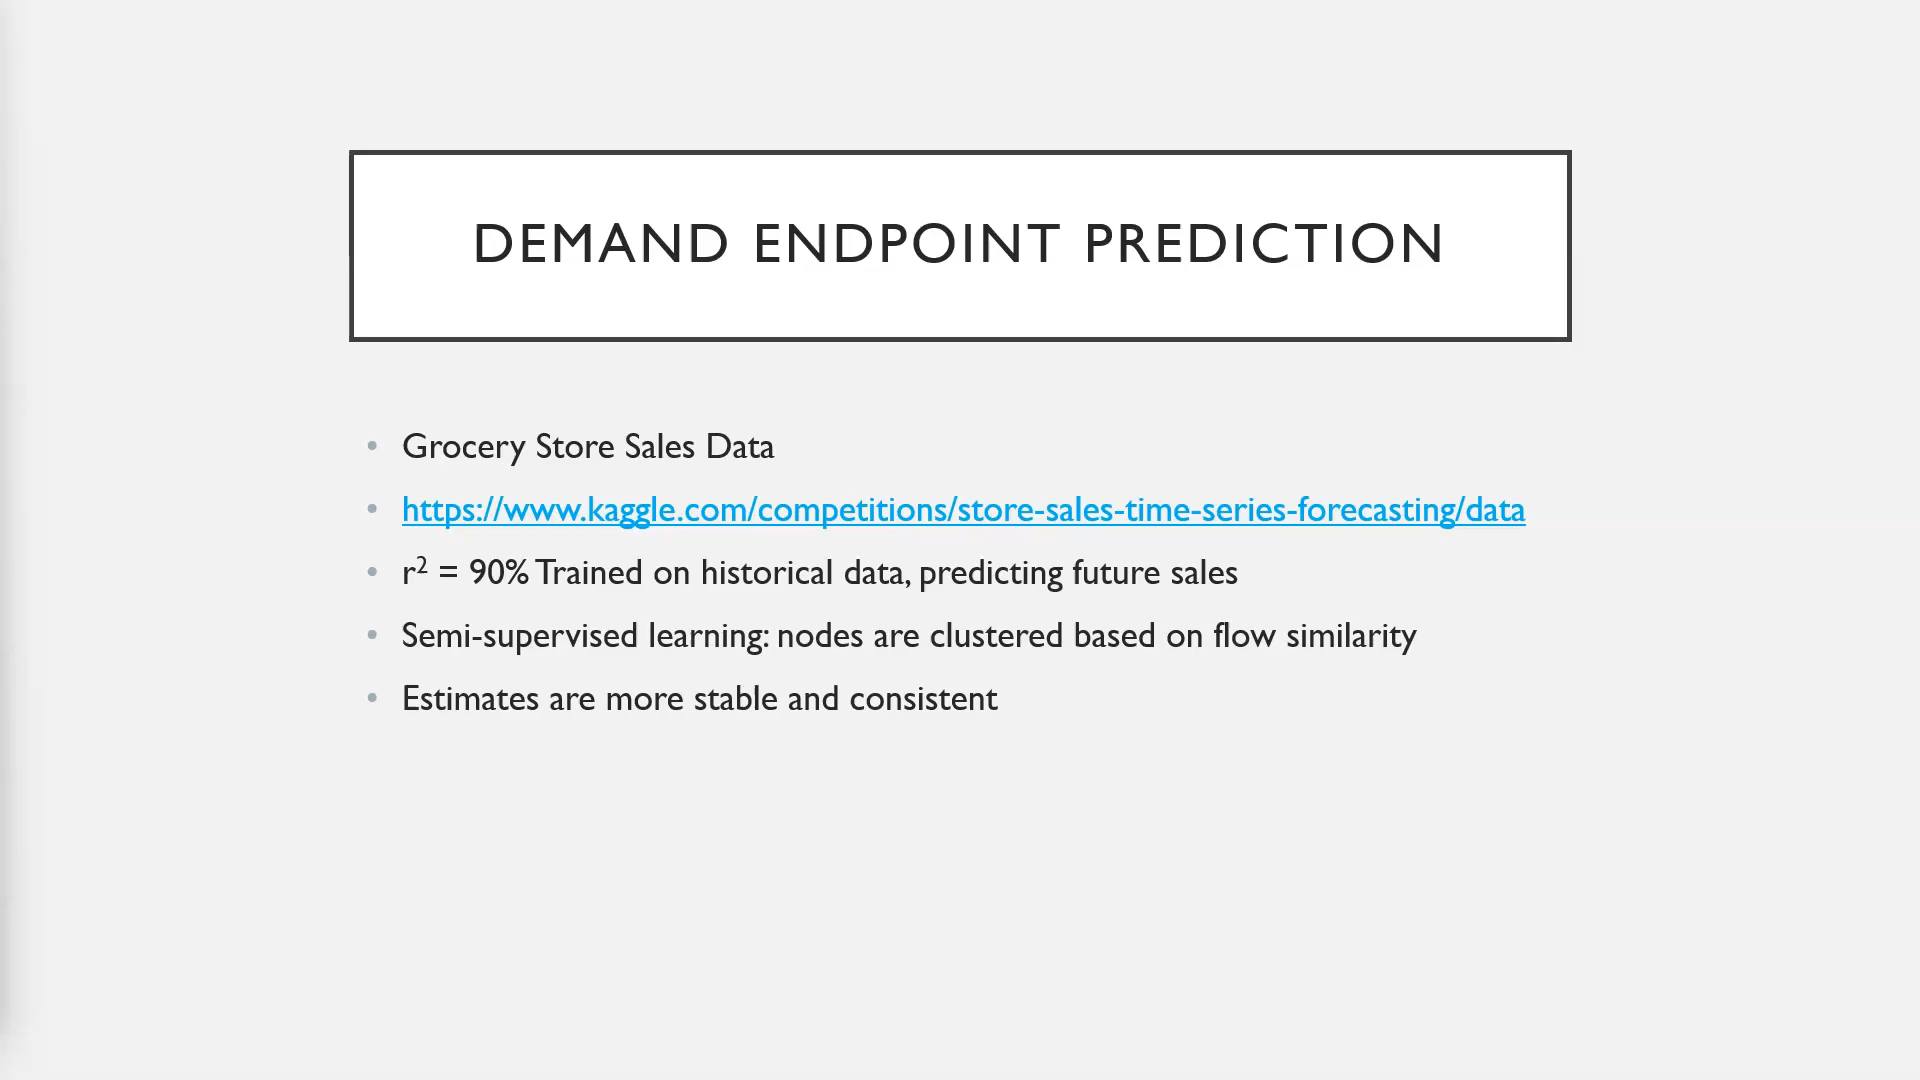 DEMAND ENDPOINT PREDICTION
• Grocery Store Sales Data
• https://www.kaggle.com/competitions/store-sales-time-series-forecasting/data
• r² = 90% Trained on historical data, predicting future sales
• Semi-supervised learning: nodes are clustered based on flow similarity
• Estimates are more stable and consistent